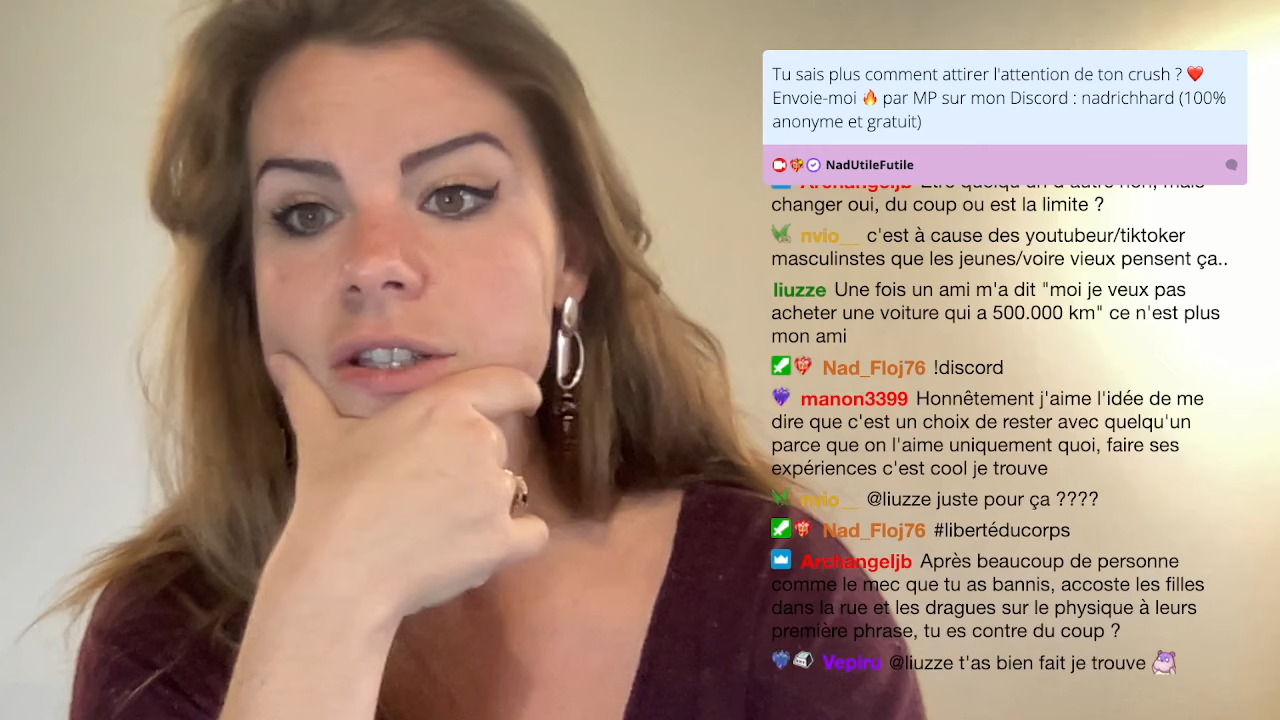 Tu sais plus comment attirer l'attention de ton crush ? ❤️
Envoie-moi 🔥 par MP sur mon Discord : nadrichhard (100%
anonyme et gratuit)
NadUtileFutile
Archangeljb Être quelqu'un d'autre non, mais
changer oui, du coup ou est la limite ?
nvio__ c'est à cause des youtubeur/tiktoker
masculinstes que les jeunes/voire vieux pensent ça..
liuzze Une fois un ami m'a dit "moi je veux pas
acheter une voiture qui a 500.000 km" ce n'est plus
mon ami
Nad_Floj76 !discord
manon3399 Honnêtement j'aime l'idée de me
dire que c'est un choix de rester avec quelqu'un
parce que on l'aime uniquement quoi, faire ses
expériences c'est cool je trouve
nvio__ @liuzze juste pour ça ????
Nad_Floj76 #libertéducorps
Archangeljb Après beaucoup de personne
comme le mec que tu as bannis, accoste les filles
dans la rue et les dragues sur le physique à leurs
première phrase, tu es contre du coup ?
Vepiru @liuzze t'as bien fait je trouve